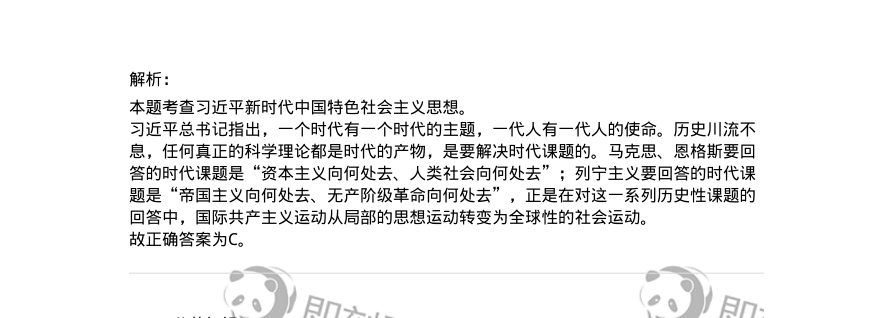 解析：
本题考查习近平新时代中国特色社会主义思想。
习近平总书记指出，一个时代有一个时代的主题，一代人有一代人的使命。历史川流不
息，任何真正的科学理论都是时代的产物，是要解决时代课题的。马克思、恩格斯要回
答的时代课题是“资本主义向何处去、人类社会向何处去”；列宁主义要回答的时代课
题是“帝国主义向何处去、无产阶级革命向何处去”，正是在对这一系列历史性课题的
回答中，国际共产主义运动从局部的思想运动转变为全球性的社会运动。
故正确答案为C。